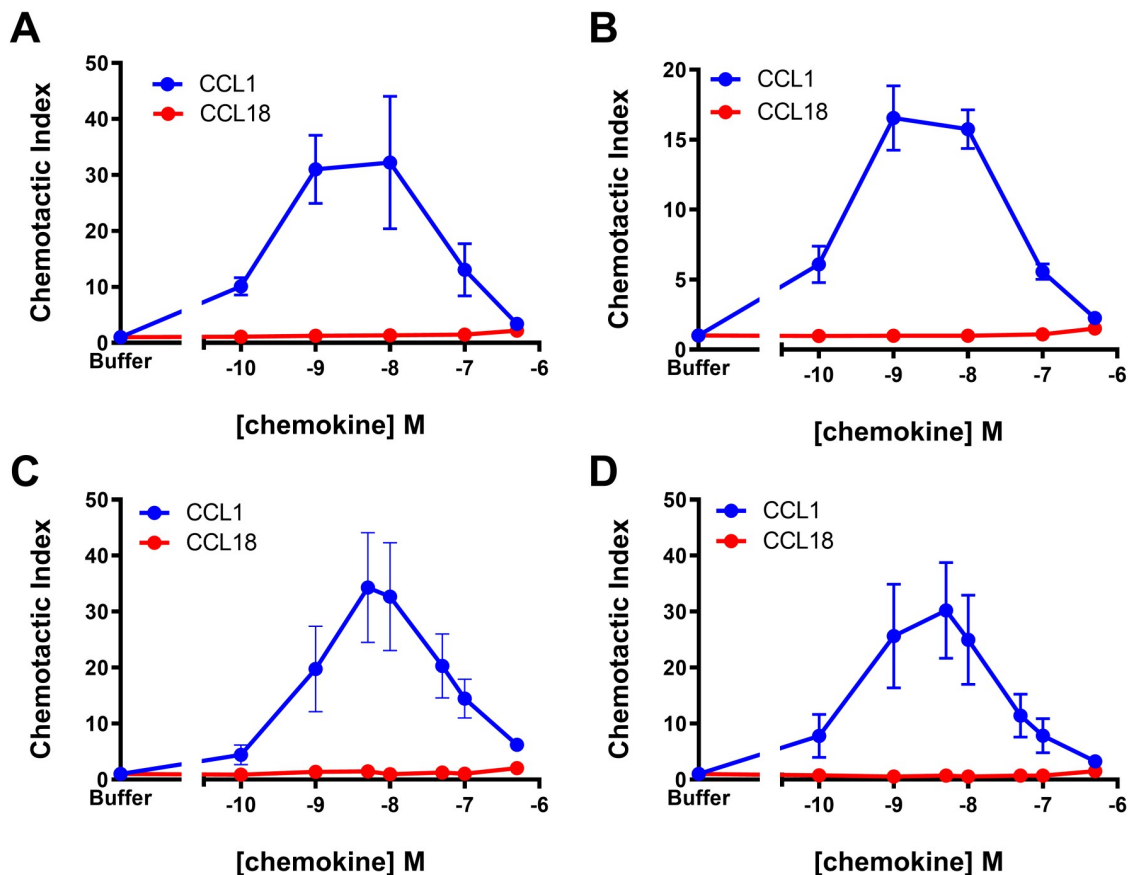 A
Chemotactic Index
50
40
30
20
10
0
CCL1
CCL18
Buffer
-10
-9
-8
-7
-6
[chemokine] M
B
Chemotactic Index
20
15
10
5
0
CCL1
CCL18
Buffer
-10
-9
-8
-7
-6
[chemokine] M
C
Chemotactic Index
50
40
30
20
10
0
CCL1
CCL18
Buffer
-10
-9
-8
-7
-6
[chemokine] M
D
Chemotactic Index
50
40
30
20
10
0
CCL1
CCL18
Buffer
-10
-9
-8
-7
-6
[chemokine] M